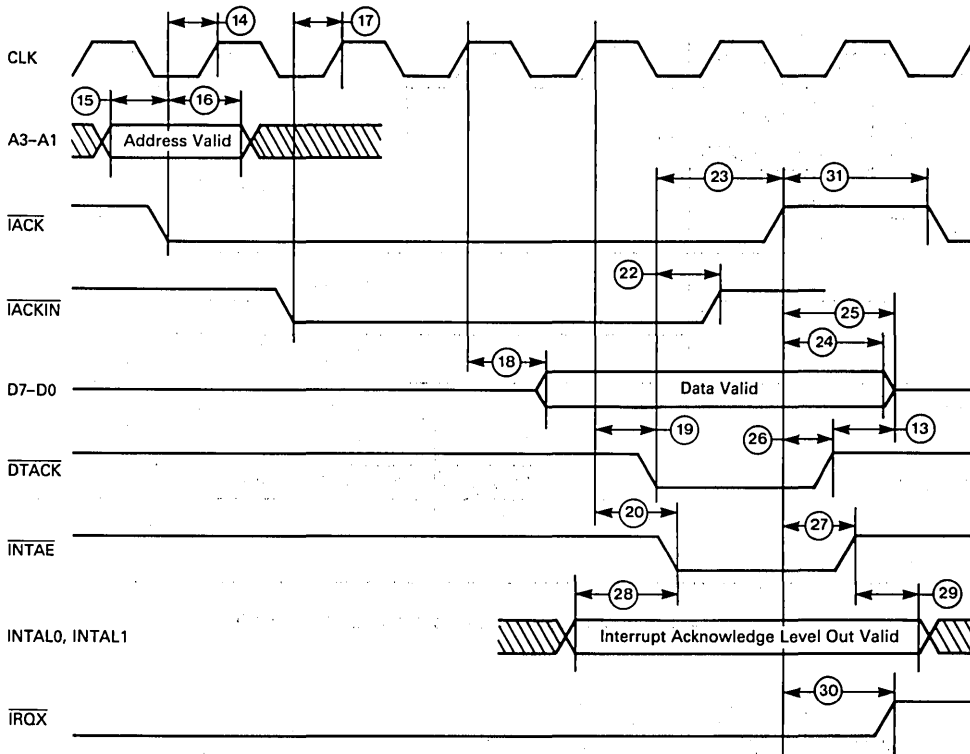 14 17
CLK
15 16
A3–A1 Address Valid
23 31
IACK
22
IACKIN
25
24
18
D7–D0 Data Valid
19 26 13
DTACK
20 27
INTAE
28 29
INTAL0, INTAL1 Interrupt Acknowledge Level Out Valid
30
IRQX